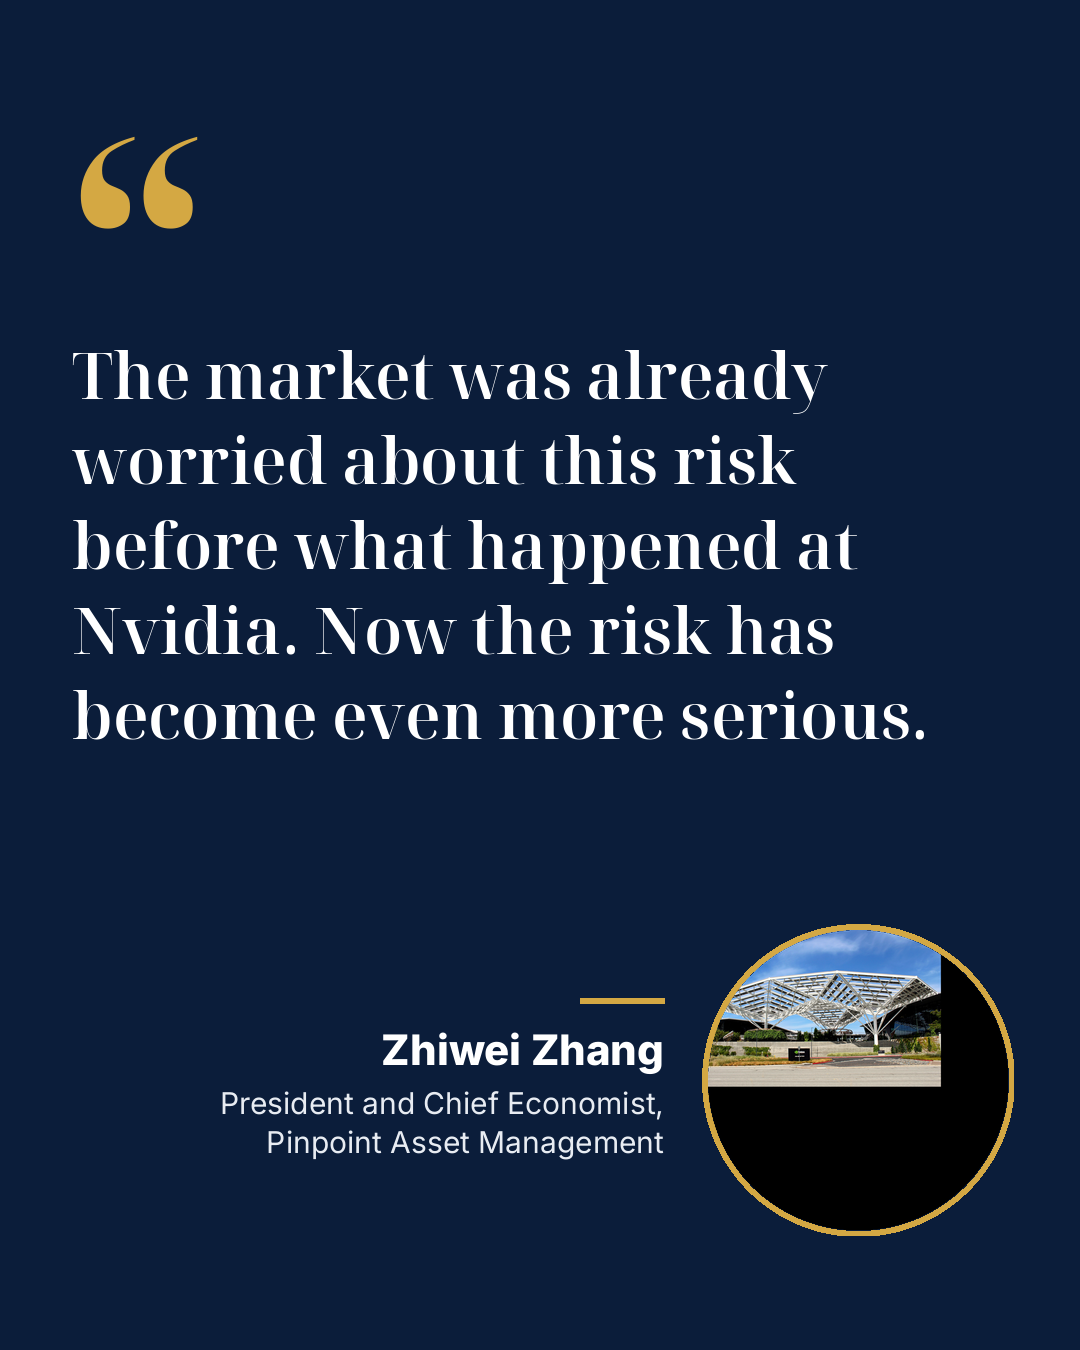 “
The market was already
worried about this risk
before what happened at
Nvidia. Now the risk has
become even more serious.
Zhiwei Zhang
President and Chief Economist,
Pinpoint Asset Management